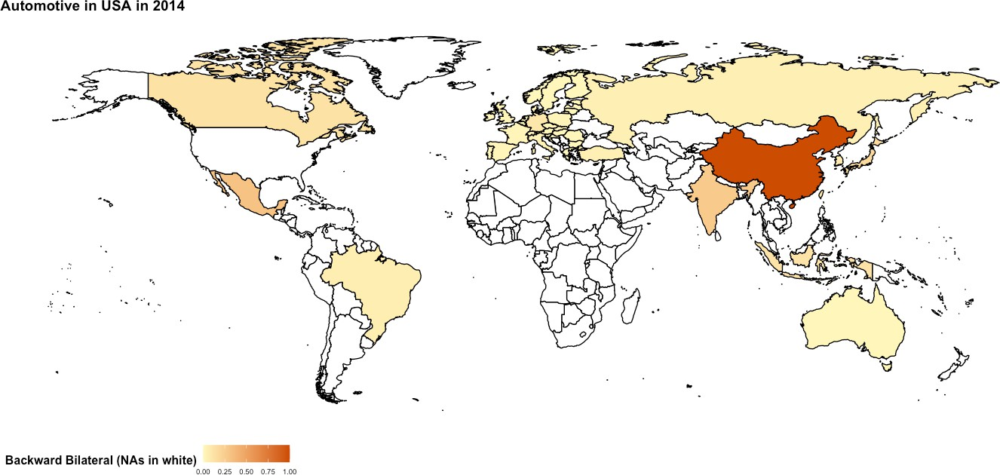 Automotive in USA in 2014
Backward Bilateral (NAs in white)
0.00 0.25 0.50 0.75 1.00